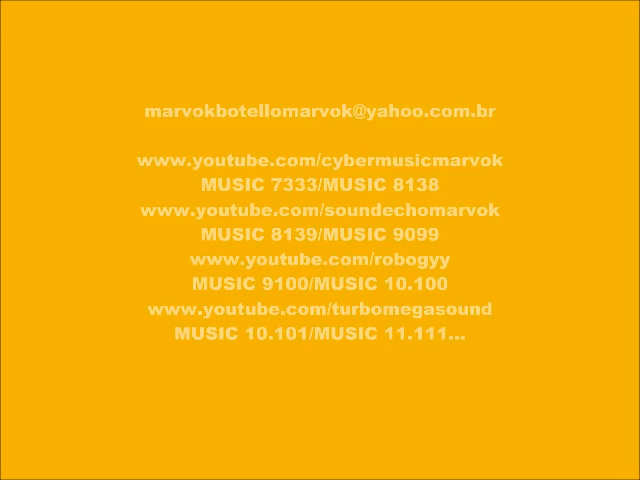 marvokbotellomarvok@yahoo.com.br
www.youtube.com/cybermusicmarvok
MUSIC 7333/MUSIC 8138
www.youtube.com/soundechomarvok
MUSIC 8139/MUSIC 9099
www.youtube.com/robogyy
MUSIC 9100/MUSIC 10.100
www.youtube.com/turbomegasound
MUSIC 10.101/MUSIC 11.111...